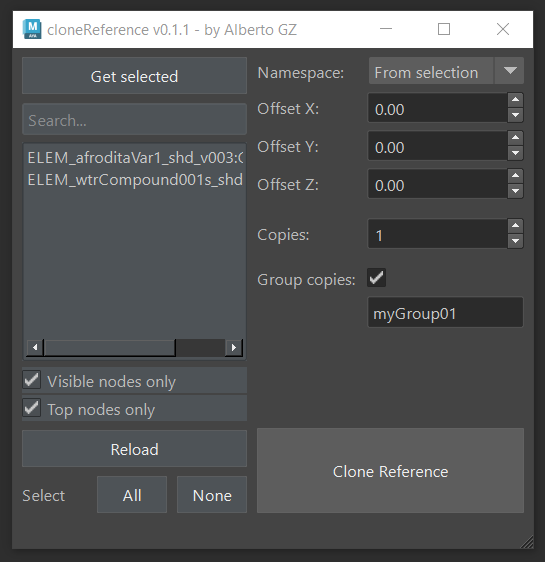 cloneReference v0.1.1 - by Alberto GZ
Get selected
Search...
ELEM_afroditaVar1_shd_v003:
ELEM_wtrCompound001s_shd
Visible nodes only
Top nodes only
Reload
Select All None
Namespace: From selection
Offset X: 0.00
Offset Y: 0.00
Offset Z: 0.00
Copies: 1
Group copies:
myGroup01
Clone Reference